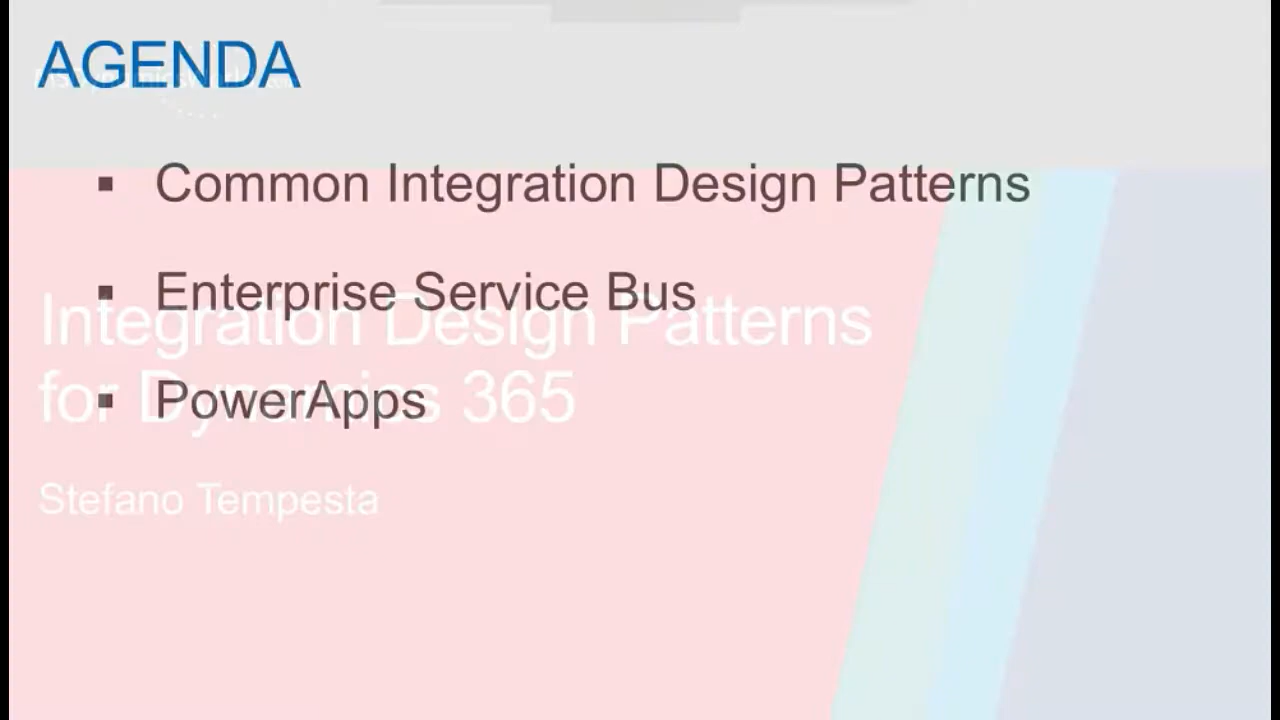 AGENDA
▪ Common Integration Design Patterns
▪ Enterprise Service Bus
Integration Design Patterns
for Dynamics 365
▪ PowerApps
Stefano Tempesta